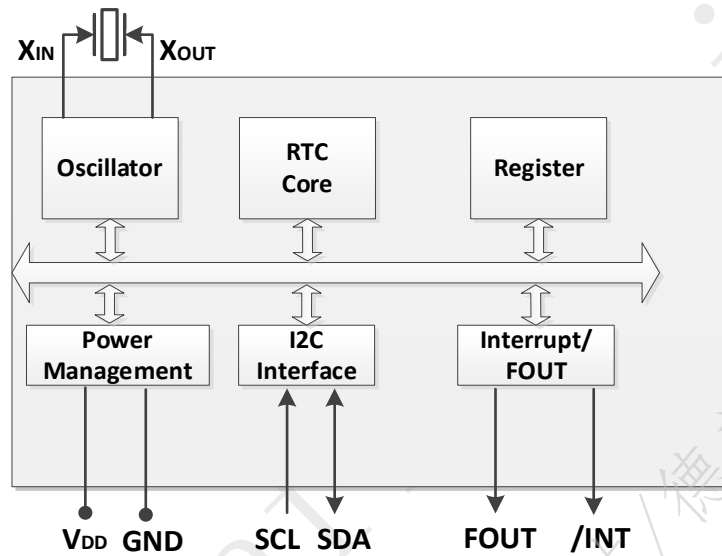 XIN XOUT
Oscillator
RTC
Core
Register
Power
Management
I2C
Interface
Interrupt/
FOUT
VDD GND SCL SDA FOUT /INT